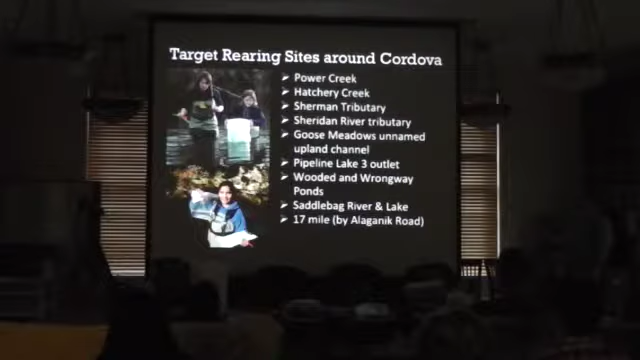 Target Rearing Sites around Cordova
➢ Power Creek
➢ Hatchery Creek
➢ Sherman Tributary
➢ Sheridan River tributary
➢ Goose Meadows unnamed
upland channel
➢ Pipeline Lake 3 outlet
➢ Wooded and Wrongway
Ponds
➢ Saddlebag River & Lake
➢ 17 mile (by Alaganik Road)